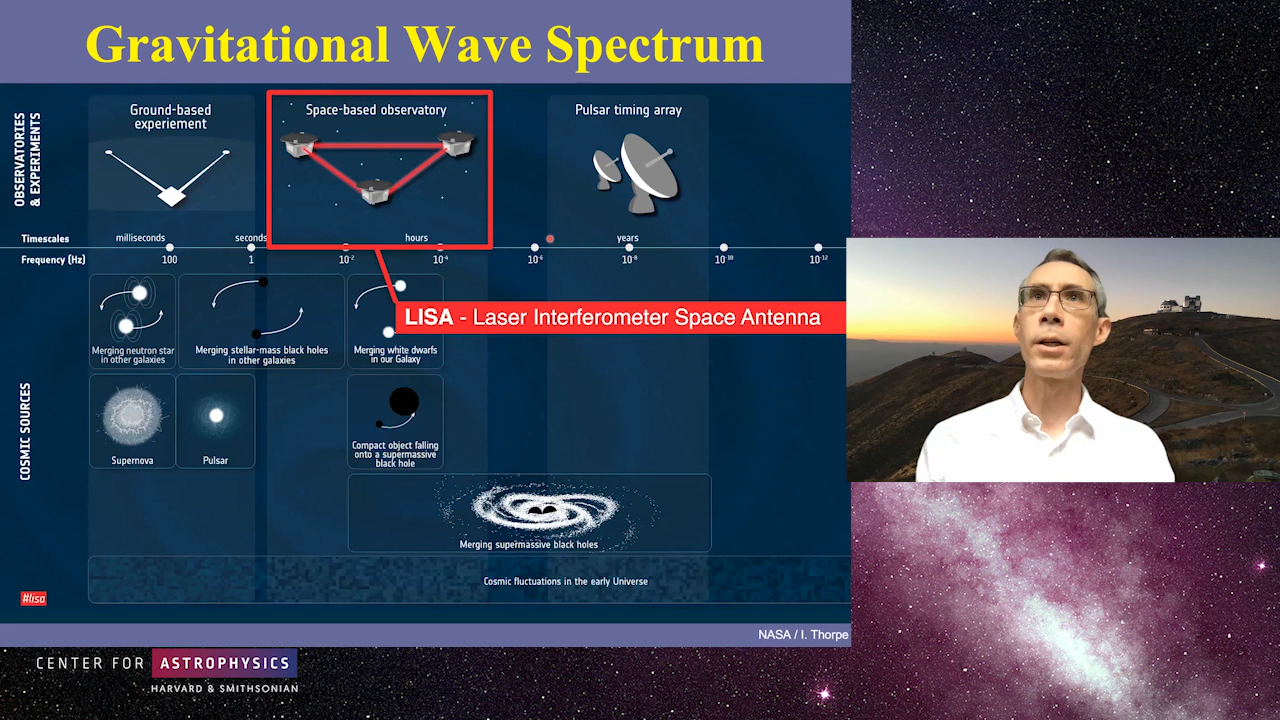 Gravitational Wave Spectrum
OBSERVATORIES
& EXPERIMENTS
Ground-based
experiement
Space-based observatory
Pulsar timing array
Timescales
milliseconds
seconds
hours
years
Frequency (Hz)
100
1
10⁻²
10⁻⁴
10⁻⁶
10⁻⁸
10⁻¹⁰
10⁻¹²
LISA - Laser Interferometer Space Antenna
COSMIC SOURCES
Merging neutron star
in other galaxies
Merging stellar-mass black holes
in other galaxies
Merging white dwarfs
in our Galaxy
Supernova
Pulsar
Compact object falling
onto a supermassive
black hole
Merging supermassive black holes
Cosmic fluctuations in the early Universe
#lisa
NASA / I. Thorpe
CENTER FOR ASTROPHYSICS
HARVARD & SMITHSONIAN